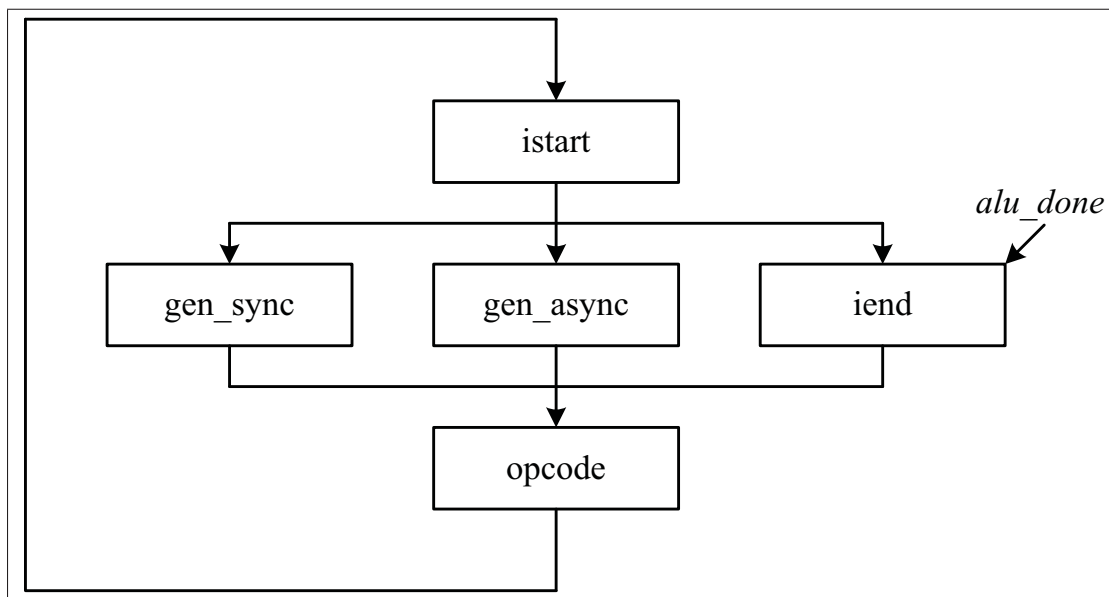 istart
alu_done
gen_sync
gen_async
iend
opcode